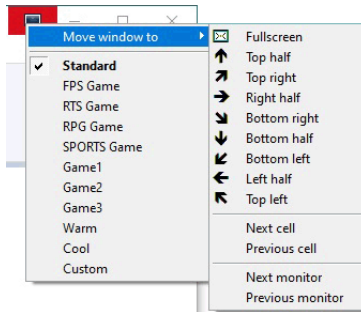 Move window to
Standard
FPS Game
RTS Game
RPG Game
SPORTS Game
Game1
Game2
Game3
Warm
Cool
Custom
Fullscreen
Top half
Top right
Right half
Bottom right
Bottom half
Bottom left
Left half
Top left
Next cell
Previous cell
Next monitor
Previous monitor